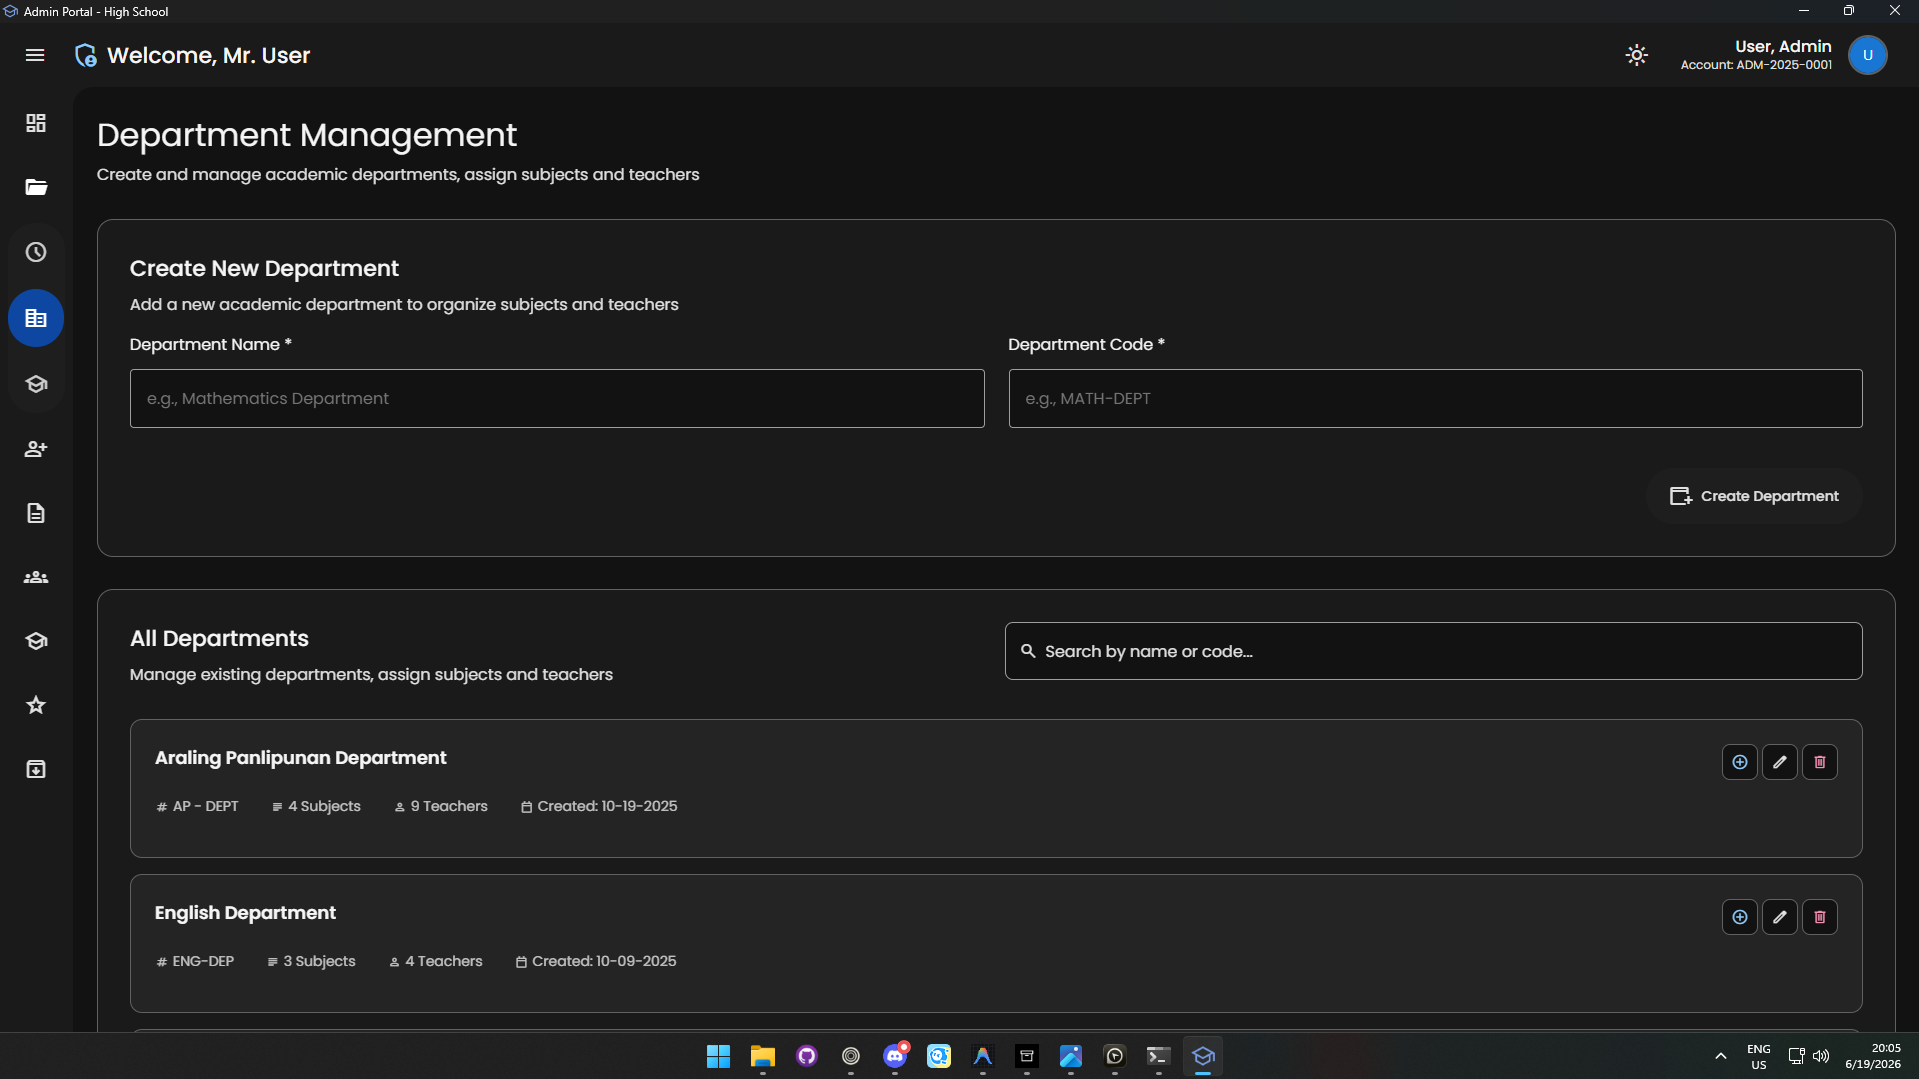 Admin Portal - High School
Welcome, Mr. User
User, Admin
Account: ADM-2025-0001
U
Department Management
Create and manage academic departments, assign subjects and teachers
Create New Department
Add a new academic department to organize subjects and teachers
Department Name *
Department Code *
e.g., Mathematics Department
e.g., MATH-DEPT
Create Department
All Departments
Manage existing departments, assign subjects and teachers
Search by name or code...
Araling Panlipunan Department
# AP - DEPT
4 Subjects
9 Teachers
Created: 10-19-2025
English Department
# ENG-DEP
3 Subjects
4 Teachers
Created: 10-09-2025
ENG
US
20:05
6/19/2026